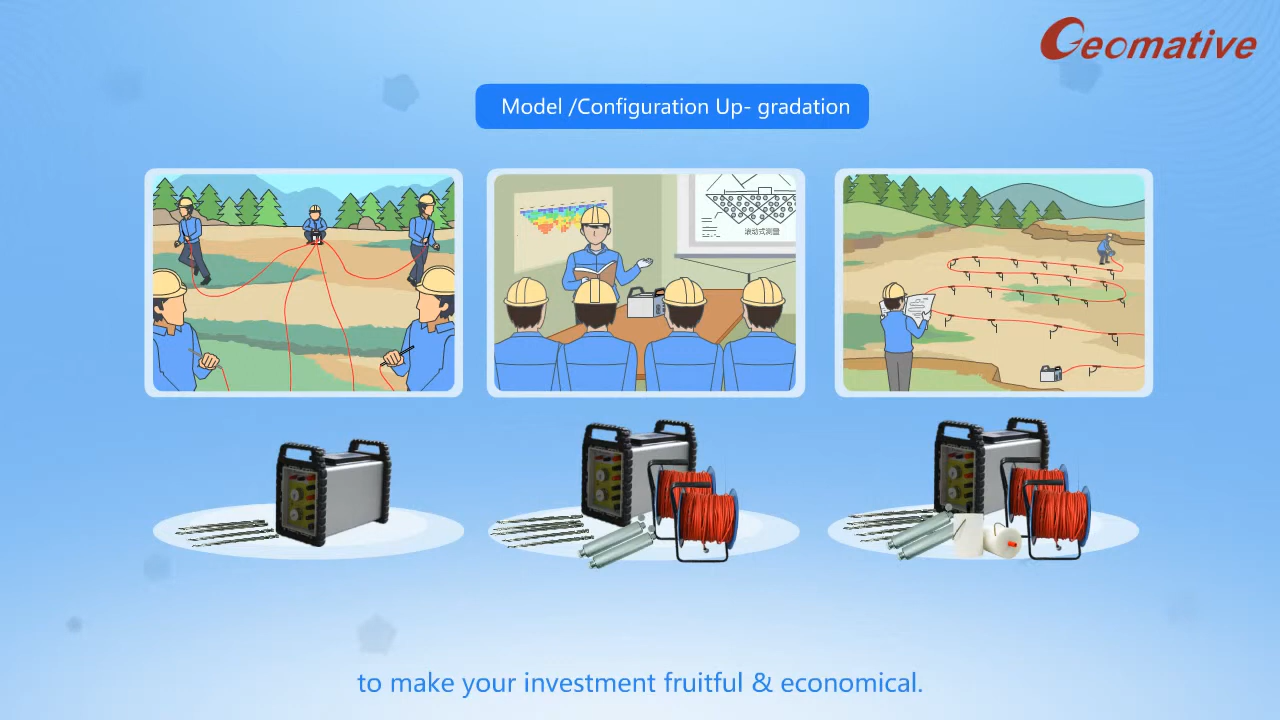 Geomative
Model /Configuration Up- gradation
滚动式测量
to make your investment fruitful & economical.